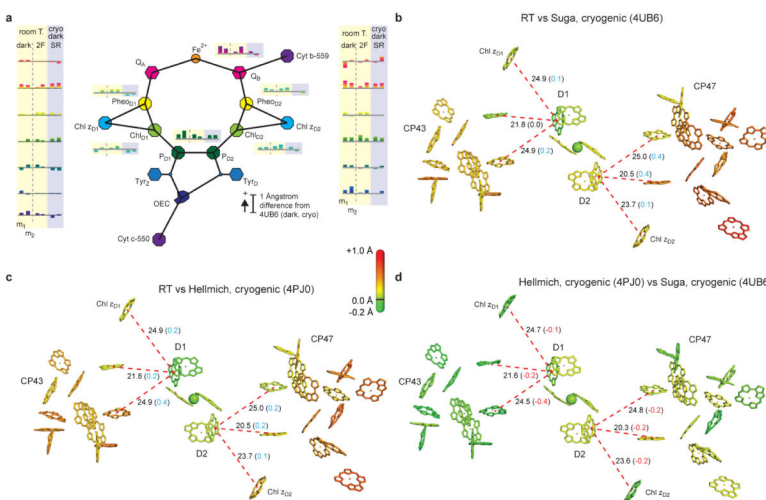 a
room T.
cryo dark
dark 2F SR
Fe2+
Cyt b-559
QA
QB
PheoD1
PheoD2
Chl zD1
Chl zD2
ChlD1
ChlD2
PD1
PD2
TyrZ
TyrD
OEC
+
1 Ångstrom
difference from
4UB6 (dark, cryo)
Cyt c-550
m1
m2
room T.
cryo dark
dark 2F SR
b
RT vs Suga, cryogenic (4UB6)
Chl zD1
24.9 (0.1)
D1
CP47
CP43
21.8 (0.0)
24.9 (0.2)
25.0 (0.4)
20.5 (0.4)
D2
23.7 (0.1)
Chl zD2
+1.0 Å
0.0 Å
-0.2 Å
c
RT vs Hellmich, cryogenic (4PJ0)
Chl zD1
24.9 (0.2)
D1
CP47
CP43
21.8 (0.2)
24.9 (0.4)
25.0 (0.2)
20.5 (0.2)
D2
23.7 (0.1)
Chl zD2
d
Hellmich, cryogenic (4PJ0) vs Suga, cryogenic (4UB6
Chl zD1
24.7 (-0.1)
D1
CP47
CP43
21.6 (-0.2)
24.5 (-0.4)
24.8 (-0.2)
20.3 (-0.2)
D2
23.6 (-0.2)
Chl zD2